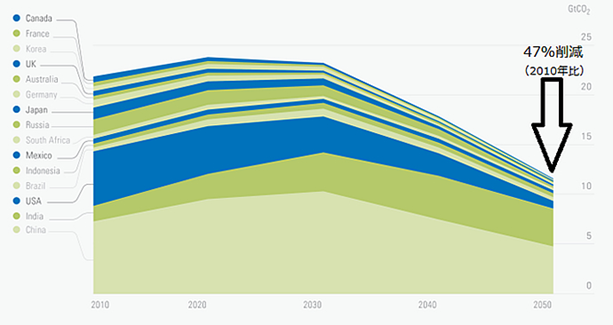 GtCO2
Canada
France
Korea
UK
Australia
Germany
Japan
Russia
South Africa
Mexico
Indonesia
Brazil
USA
India
China
47%削減
(2010年比)
25
20
15
10
5
0
2010
2020
2030
2040
2050